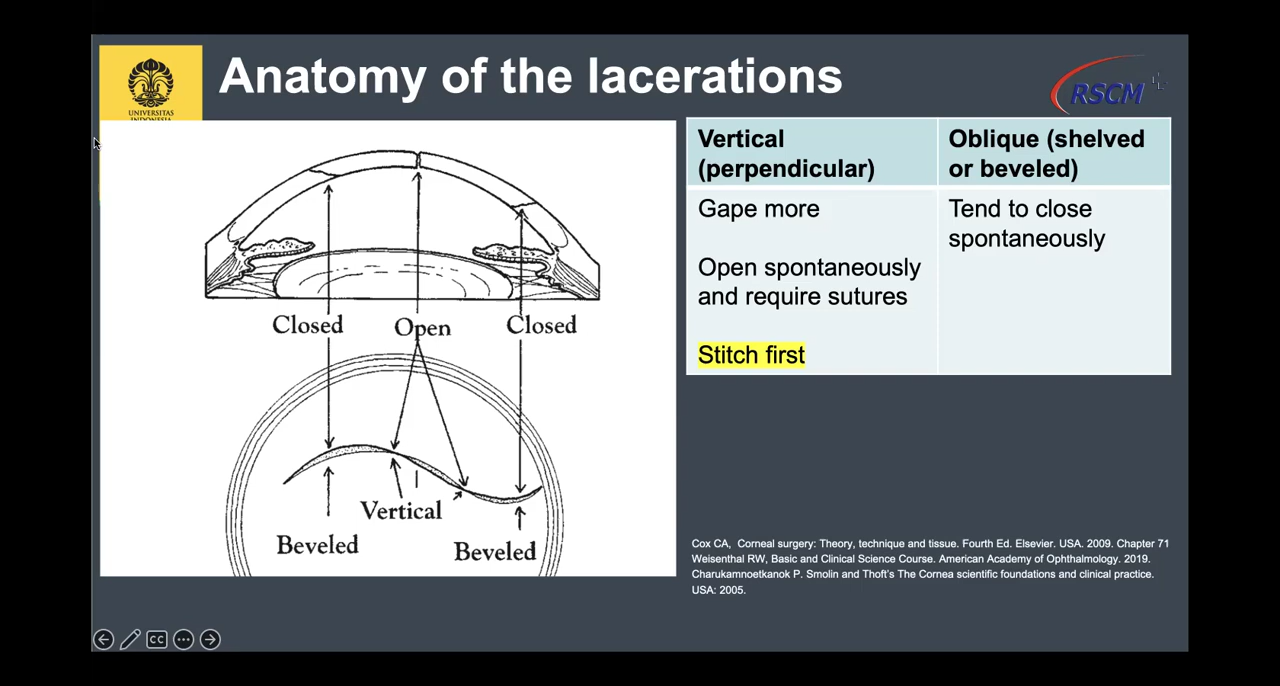 Anatomy of the lacerations
UNIVERSITAS
INDONESIA
RSCM
Closed
Open
Closed
Vertical
Beveled
Beveled
Vertical
(perpendicular)
Oblique (shelved
or beveled)
Gape more
Open spontaneously
and require sutures
Stitch first
Tend to close
spontaneously
Cox CA, Corneal surgery: Theory, technique and tissue. Fourth Ed. Elsevier. USA. 2009. Chapter 71
Weisenthal RW, Basic and Clinical Science Course. American Academy of Ophthalmology. 2019.
Charukamnoetkanok P. Smolin and Thoft's The Cornea scientific foundations and clinical practice.
USA: 2005.
CC